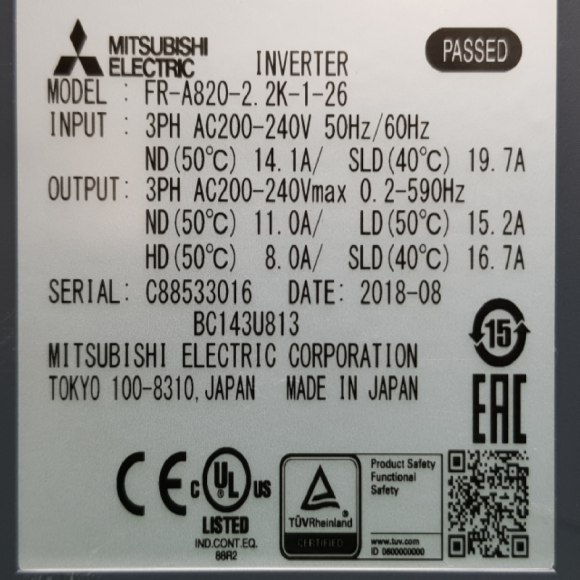 MITSUBISHI ELECTRIC INVERTER PASSED
MODEL : FR-A820-2.2K-1-26
INPUT : 3PH AC200-240V 50Hz/60Hz
ND(50℃) 14.1A/ SLD(40℃) 19.7A
OUTPUT: 3PH AC200-240Vmax 0.2-590Hz
ND(50℃) 11.0A/ LD(50℃) 15.2A
HD(50℃) 8.0A/ SLD(40℃) 16.7A
SERIAL: C88533016 DATE: 2018-08
BC143U813
MITSUBISHI ELECTRIC CORPORATION
TOKYO 100-8310, JAPAN MADE IN JAPAN
15
EAC
CE
C UL US
LISTED
IND.CONT.EQ.
86R2
TÜVRheinland
CERTIFIED
Product Safety
Functional
Safety
www.tuv.com
ID 0600000000